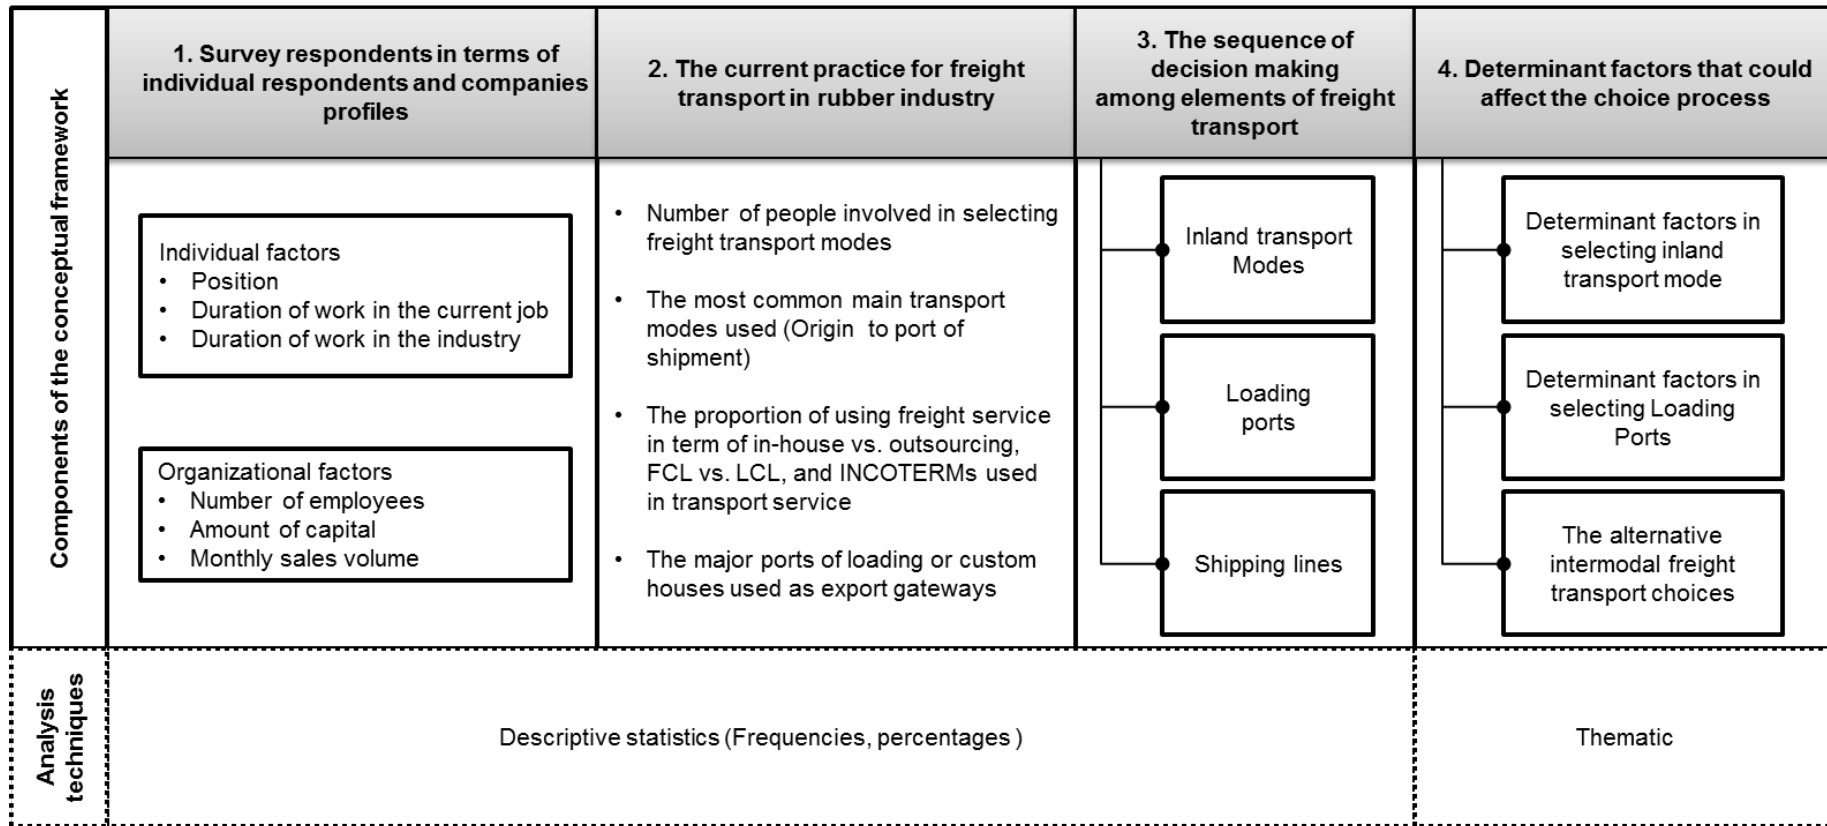 Components of the conceptual framework
1. Survey respondents in terms of
individual respondents and companies
profiles
2. The current practice for freight
transport in rubber industry
3. The sequence of
decision making
among elements of freight
transport
4. Determinant factors that could
affect the choice process
Individual factors
• Position
• Duration of work in the current job
• Duration of work in the industry
Organizational factors
• Number of employees
• Amount of capital
• Monthly sales volume
• Number of people involved in selecting
freight transport modes
• The most common main transport
modes used (Origin to port of
shipment)
• The proportion of using freight service
in term of in-house vs. outsourcing,
FCL vs. LCL, and INCOTERMs used
in transport service
• The major ports of loading or custom
houses used as export gateways
Inland transport
Modes
Loading
ports
Shipping lines
Determinant factors in
selecting inland
transport mode
Determinant factors in
selecting Loading
Ports
The alternative
intermodal freight
transport choices
Analysis
techniques
Descriptive statistics (Frequencies, percentages )
Thematic